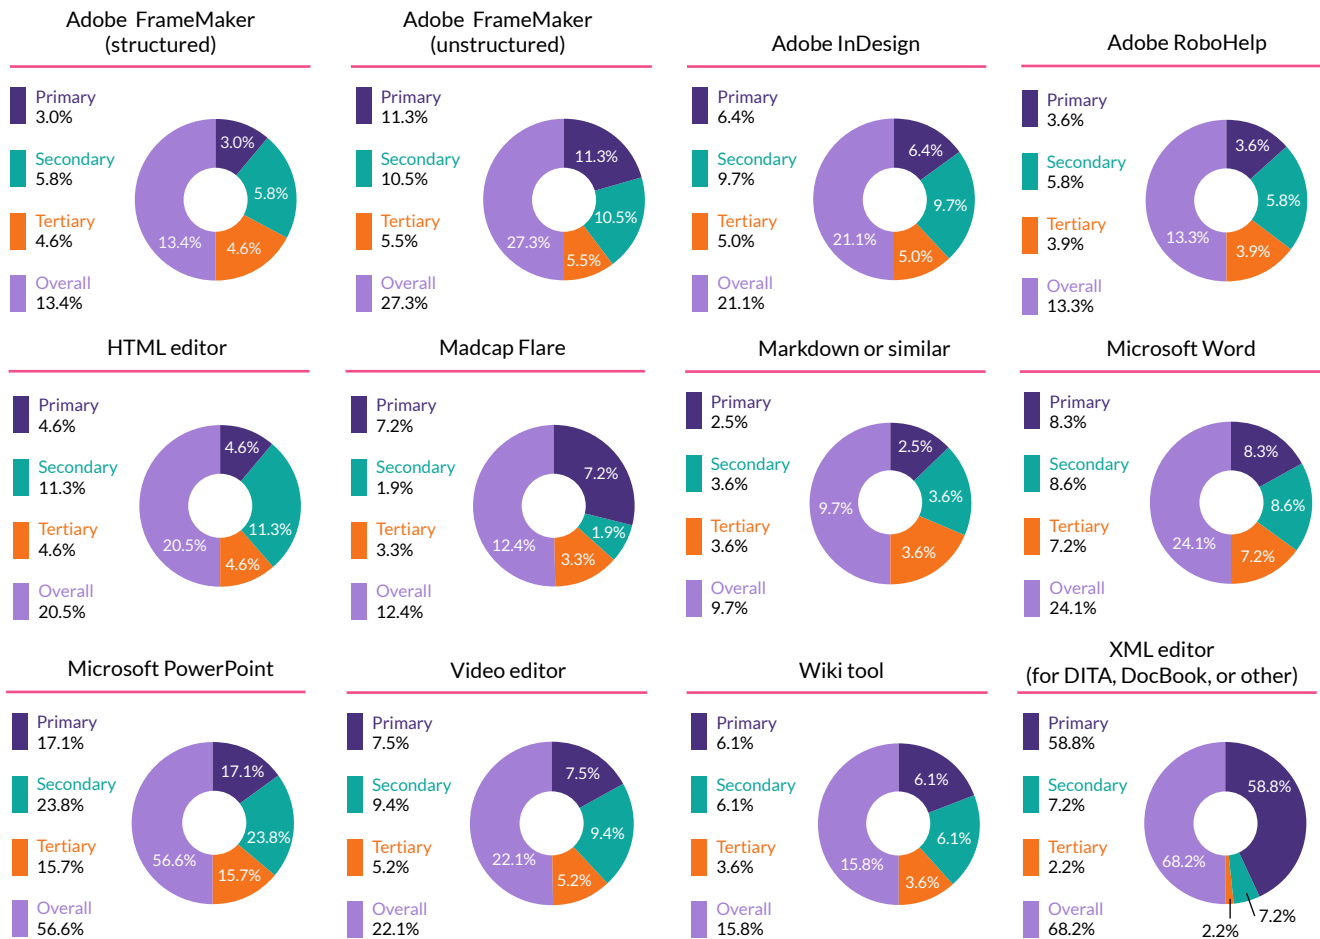 Adobe FrameMaker
(structured)
Primary
3.0%
Secondary
5.8%
Tertiary
4.6%
Overall
13.4%
3.0%
5.8%
4.6%
13.4%
Adobe FrameMaker
(unstructured)
Primary
11.3%
Secondary
10.5%
Tertiary
5.5%
Overall
27.3%
11.3%
10.5%
5.5%
27.3%
Adobe InDesign
Primary
6.4%
Secondary
9.7%
Tertiary
5.0%
Overall
21.1%
6.4%
9.7%
5.0%
21.1%
Adobe RoboHelp
Primary
3.6%
Secondary
5.8%
Tertiary
3.9%
Overall
13.3%
3.6%
5.8%
3.9%
13.3%
HTML editor
Primary
4.6%
Secondary
11.3%
Tertiary
4.6%
Overall
20.5%
4.6%
11.3%
4.6%
20.5%
Madcap Flare
Primary
7.2%
Secondary
1.9%
Tertiary
3.3%
Overall
12.4%
7.2%
1.9%
3.3%
12.4%
Markdown or similar
Primary
2.5%
Secondary
3.6%
Tertiary
3.6%
Overall
9.7%
2.5%
3.6%
3.6%
9.7%
Microsoft Word
Primary
8.3%
Secondary
8.6%
Tertiary
7.2%
Overall
24.1%
8.3%
8.6%
7.2%
24.1%
Microsoft PowerPoint
Primary
17.1%
Secondary
23.8%
Tertiary
15.7%
Overall
56.6%
17.1%
23.8%
15.7%
56.6%
Video editor
Primary
7.5%
Secondary
9.4%
Tertiary
5.2%
Overall
22.1%
7.5%
9.4%
5.2%
22.1%
Wiki tool
Primary
6.1%
Secondary
6.1%
Tertiary
3.6%
Overall
15.8%
6.1%
6.1%
3.6%
15.8%
XML editor
(for DITA, DocBook, or other)
Primary
58.8%
Secondary
7.2%
Tertiary
2.2%
Overall
68.2%
58.8%
68.2%
7.2%
2.2%